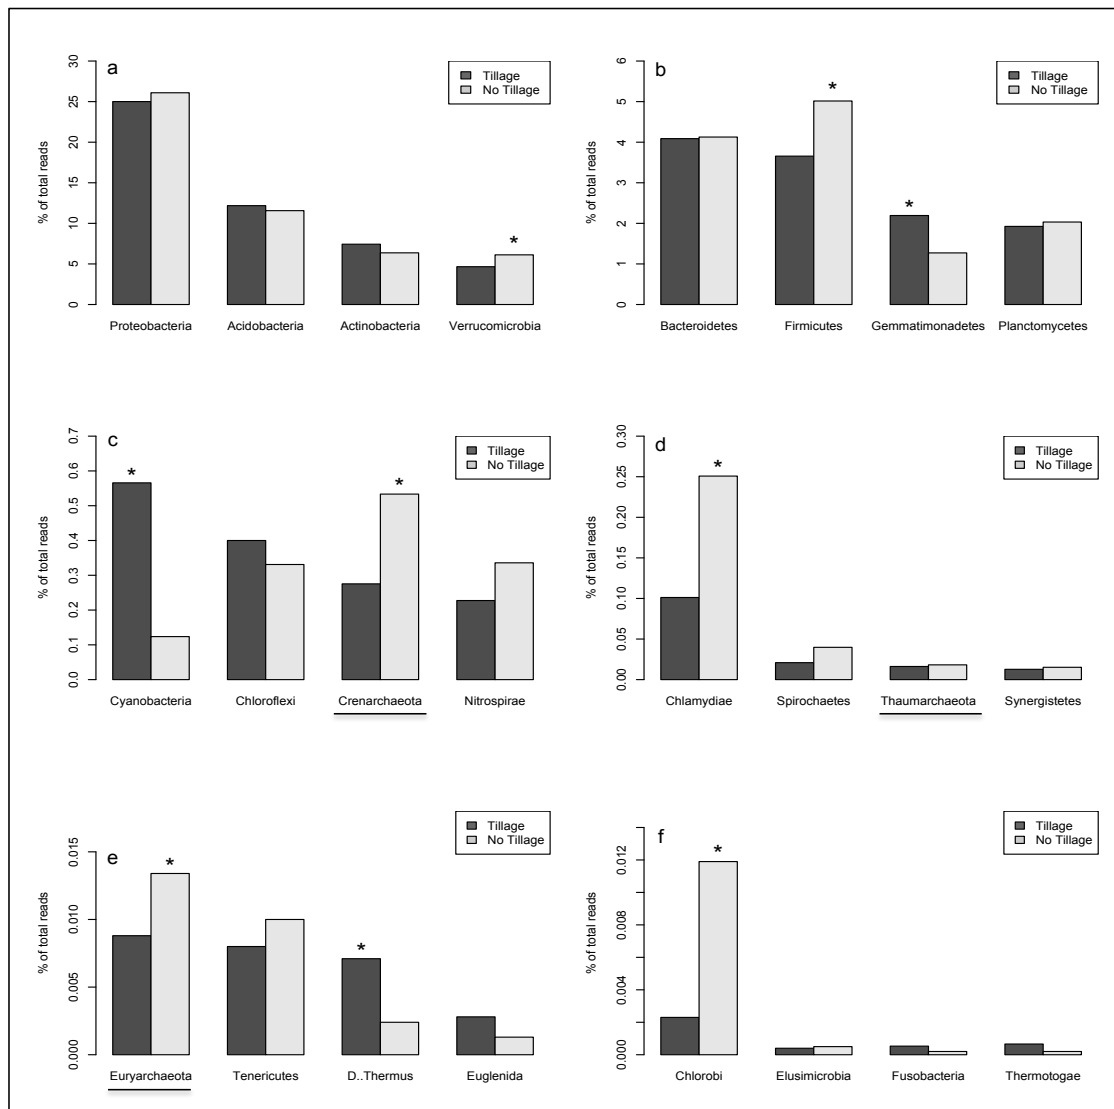 a
Tillage
No Tillage
*
% of total reads
0 5 10 15 20 25 30
Proteobacteria Acidobacteria Actinobacteria Verrucomicrobia
b
Tillage
No Tillage
*
*
% of total reads
0 1 2 3 4 5 6
Bacteroidetes Firmicutes Gemmatimonadetes Planctomycetes
c
Tillage
No Tillage
*
*
% of total reads
0.0 0.1 0.2 0.3 0.4 0.5 0.6 0.7
Cyanobacteria Chloroflexi Crenarchaeota Nitrospirae
d
Tillage
No Tillage
*
% of total reads
0.00 0.05 0.10 0.15 0.20 0.25 0.30
Chlamydiae Spirochaetes Thaumarchaeota Synergistetes
e
Tillage
No Tillage
*
*
% of total reads
0.000 0.005 0.010 0.015
Euryarchaeota Tenericutes D..Thermus Euglenida
f
Tillage
No Tillage
*
% of total reads
0.000 0.004 0.008 0.012
Chlorobi Elusimicrobia Fusobacteria Thermotogae